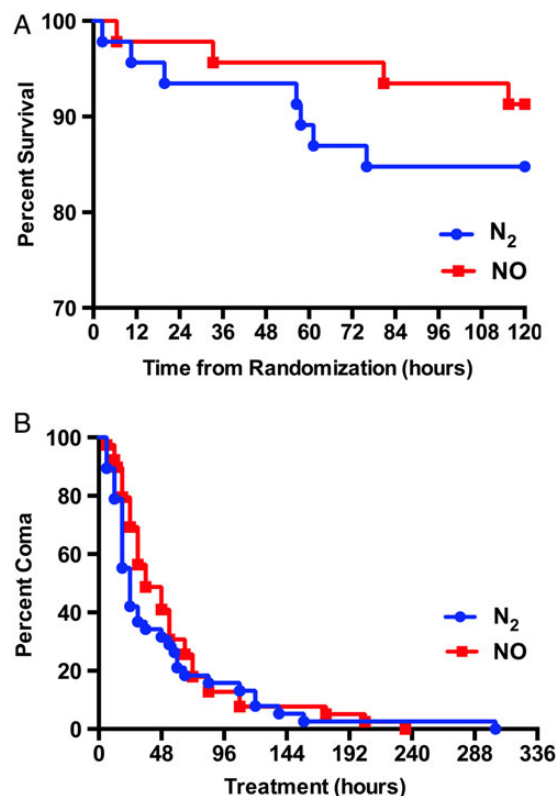 A
100
90
80
70
Percent Survival
N2
NO
0 12 24 36 48 60 72 84 96 108 120
Time from Randomization (hours)
B
100
80
60
40
20
0
Percent Coma
N2
NO
0 48 96 144 192 240 288 336
Treatment (hours)